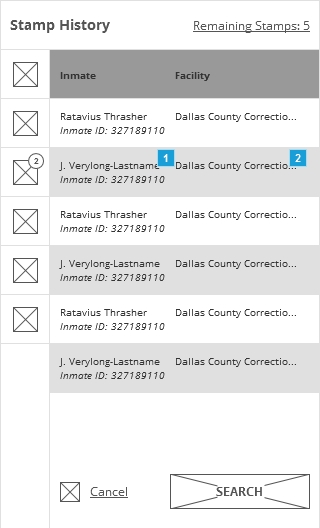 Stamp History
Remaining Stamps: 5
Inmate Facility
Ratavius Thrasher Dallas County Correctio...
Inmate ID: 327189110
2
J. Verylong-Lastname 1 Dallas County Correctio... 2
Inmate ID: 327189110
Ratavius Thrasher Dallas County Correctio...
Inmate ID: 327189110
J. Verylong-Lastname Dallas County Correctio...
Inmate ID: 327189110
Ratavius Thrasher Dallas County Correctio...
Inmate ID: 327189110
J. Verylong-Lastname Dallas County Correctio...
Inmate ID: 327189110
Cancel
SEARCH